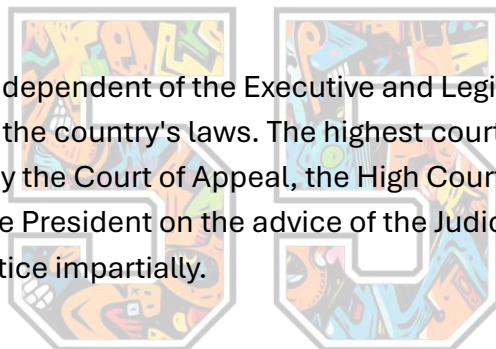 dependent of the Executive and Legi
the country's laws. The highest court
y the Court of Appeal, the High Cour
e President on the advice of the Judic
tice impartially.
55